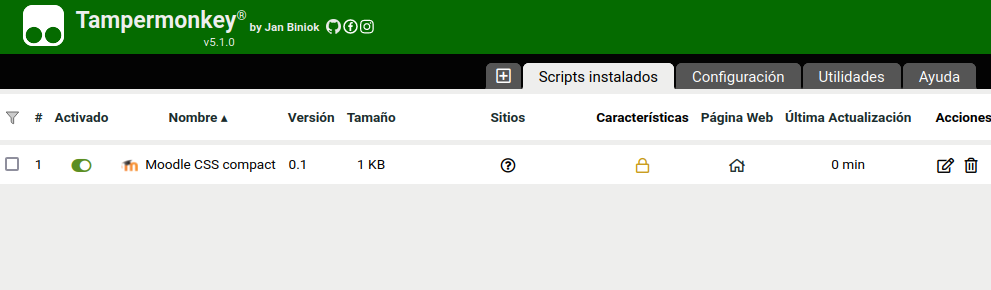 Tampermonkey® by Jan Biniok
v5.1.0
Scripts instalados Configuración Utilidades Ayuda
# Activado Nombre ▴ Versión Tamaño Sitios Características Página Web Última Actualización Acciones
1 Moodle CSS compact 0.1 1 KB 0 min